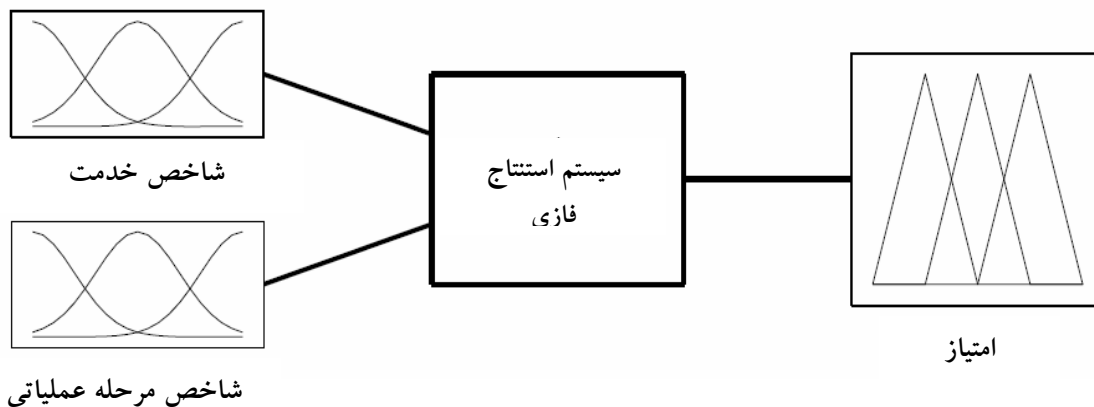 شاخص خدمت
سیستم استنتاج
فازی
امتیاز
شاخص مرحله عملیاتی